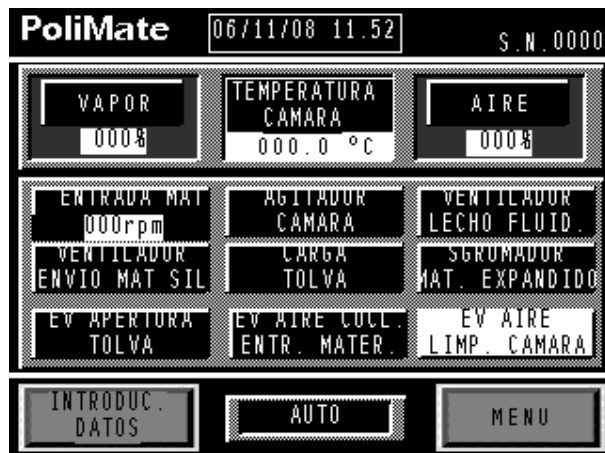 PoliMate 06/11/08 11.52 S.N.0000
VAPOR
000%
TEMPERATURA
CAMARA
000.0 °C
AIRE
000%
ENTRADA MAT
000rpm
AGITADOR
CAMARA
VENTILADOR
LECHO FLUID.
VENTILADOR
ENVIO MAT SIL
CARGA
TOLVA
SGRUMADOR
MAT. EXPANDIDO
EV APERTURA
TOLVA
EV AIRE COCL.
ENTR. MATER.
EV AIRE
LIMP. CAMARA
INTRODUC.
DATOS
AUTO
MENU